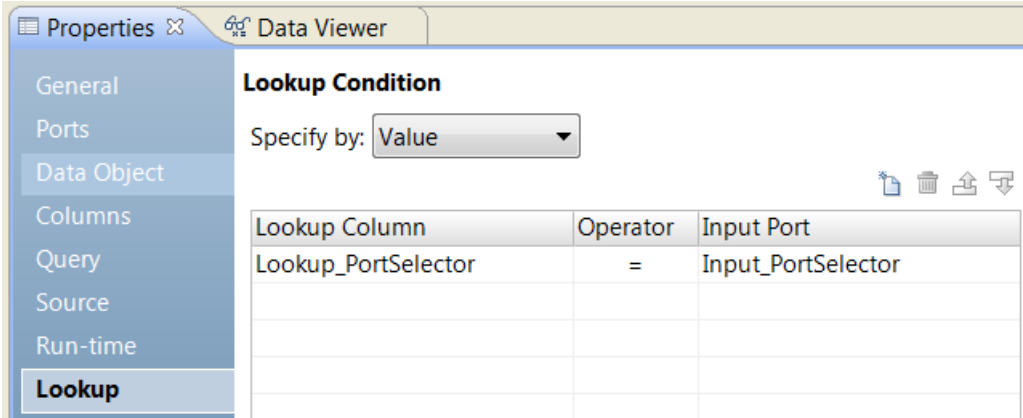 Properties Data Viewer
General
Ports
Data Object
Columns
Query
Source
Run-time
Lookup
Lookup Condition
Specify by: Value
Lookup Column Operator Input Port
Lookup_PortSelector = Input_PortSelector